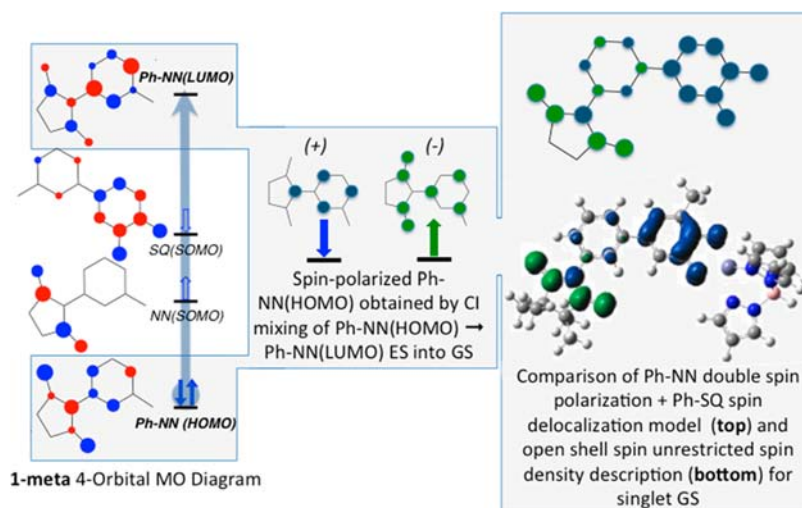 Ph-NN(LUMO)
SQ(SOMO)
NN(SOMO)
Ph-NN (HOMO)
1-meta 4-Orbital MO Diagram
(+)
(-)
Spin-polarized Ph-
NN(HOMO) obtained by CI
mixing of Ph-NN(HOMO) →
Ph-NN(LUMO) ES into GS
Comparison of Ph-NN double spin
polarization + Ph-SQ spin
delocalization model (top) and
open shell spin unrestricted spin
density description (bottom) for
singlet GS